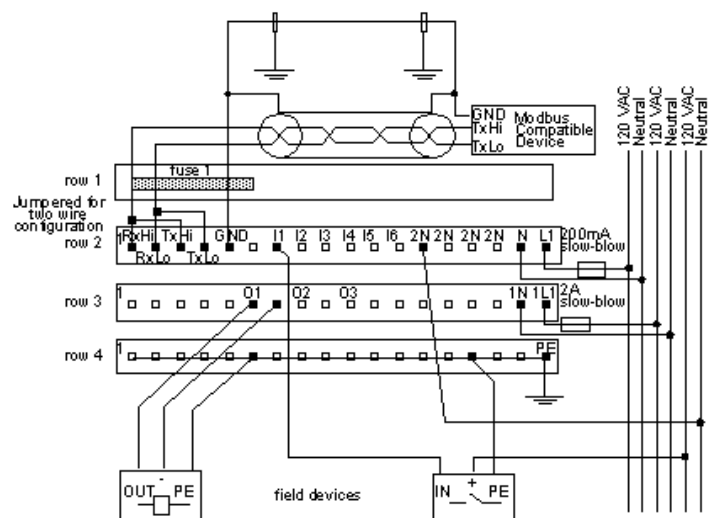 GND
TxHi
TxLo
Modbus
Compatible
Device
120 VAC
Neutral
120 VAC
Neutral
120 VAC
Neutral
row 1
fuse 1
Jumpered for
two wire
configuration
row 2
1 RxHi TxHi GND I1 I2 I3 I4 I5 I6 2N 2N 2N 2N N L1
RxLo TxLo
200mA
slow-blow
row 3
1 O1 O2 O3 1N 1L1
2A
slow-blow
row 4
1 PE
OUT - PE
field devices
IN + PE